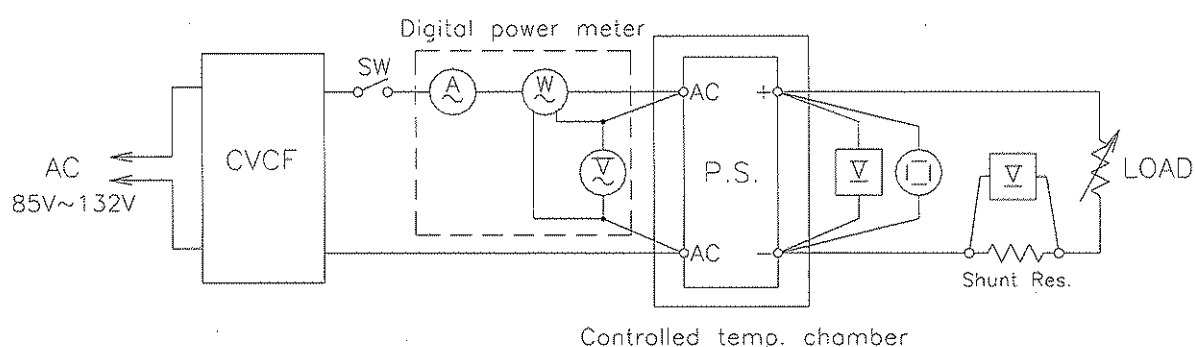 Digital power meter
SW
A
W
AC
+
AC
85V~132V
CVCF
V
P.S.
V
V
LOAD
AC
−
Shunt Res.
Controlled temp. chamber